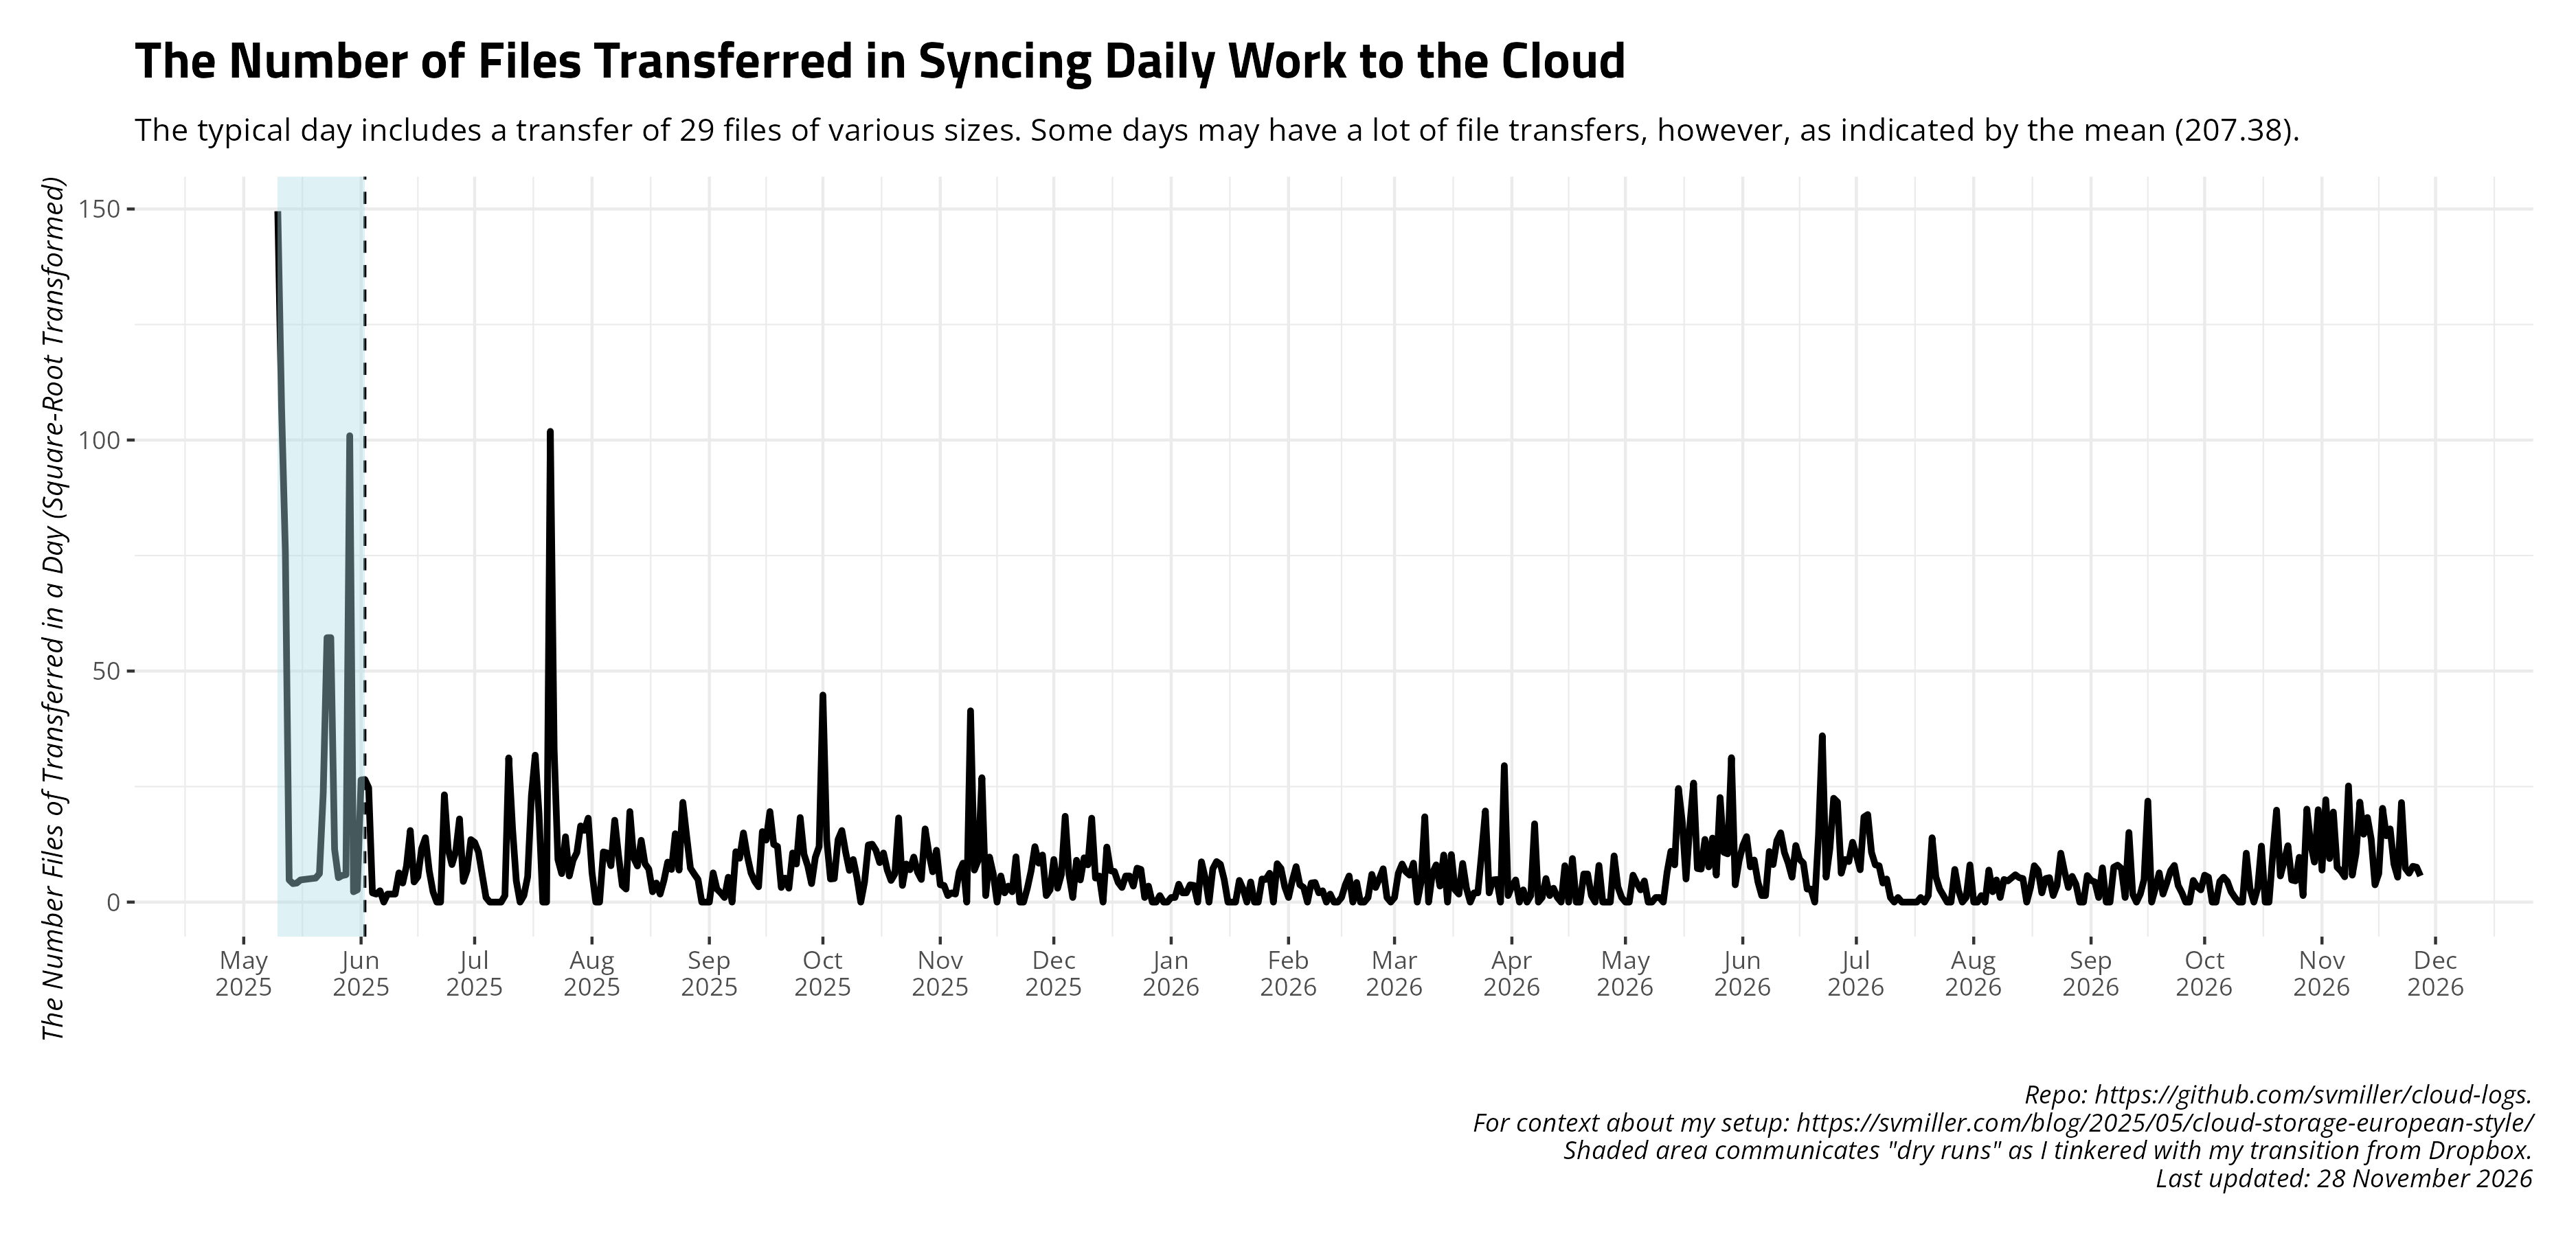 The Number of Files Transferred in Syncing Daily Work to the Cloud
The typical day includes a transfer of 29 files of various sizes. Some days may have a lot of file transfers, however, as indicated by the mean (207.38).
The Number Files of Transferred in a Day (Square-Root Transformed)
150
100
50
0
May Jun Jul Aug Sep Oct Nov Dec Jan Feb Mar Apr May Jun Jul Aug Sep Oct Nov Dec
2025 2025 2025 2025 2025 2025 2025 2025 2026 2026 2026 2026 2026 2026 2026 2026 2026 2026 2026 2026
Repo: https://github.com/svmiller/cloud-logs.
For context about my setup: https://svmiller.com/blog/2025/05/cloud-storage-european-style/
Shaded area communicates "dry runs" as I tinkered with my transition from Dropbox.
Last updated: 28 November 2026